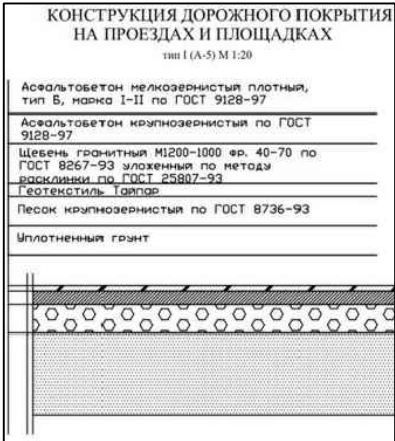 КОНСТРУКЦИЯ ДОРОЖНОГО ПОКРЫТИЯ
НА ПРОЕЗДАХ И ПЛОЩАДКАХ
тип I (А-5) М 1:20
Асфальтобетон мелкозернистый плотный,
тип Б, марка I-II по ГОСТ 9128-97
Асфальтобетон крупнозернистый по ГОСТ
9128-97
Щебень гранитный М1200-1000 фр. 40-70 по
ГОСТ 8267-93 уложенный по методу
расклинки по ГОСТ 25807-93
Геотекстиль Тайпар
Песок крупнозернистый по ГОСТ 8736-93
Уплотненный грунт